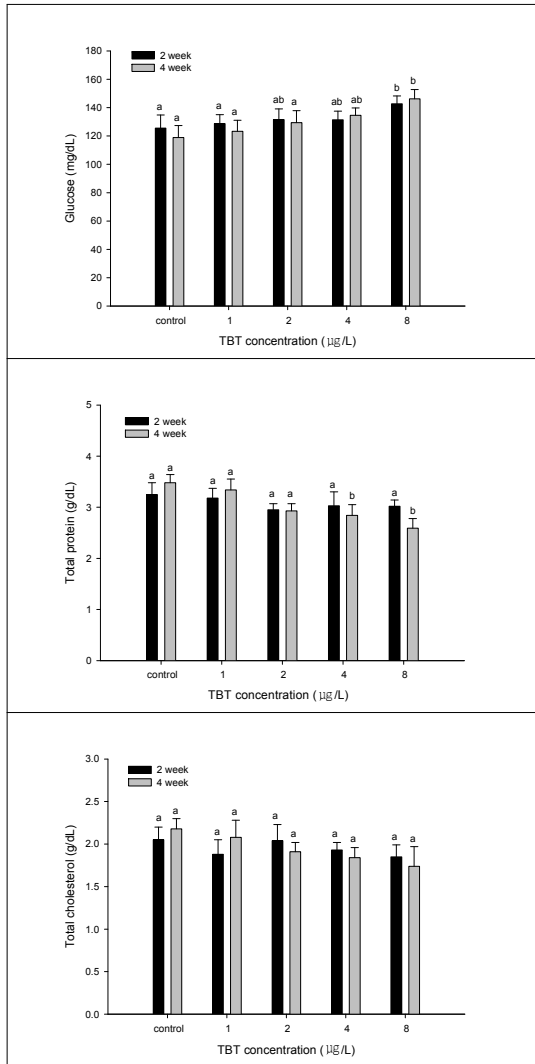 180
160
140
120
100
80
60
40
20
0
Glucose (mg/dL)
2 week
4 week
a a a a ab a ab ab b b
control 1 2 4 8
TBT concentration ( µg/L)
5
4
3
2
1
0
Total protein (g/dL)
2 week
4 week
a a a a a a a b a b
control 1 2 4 8
TBT concentration ( µg/L)
3.0
2.5
2.0
1.5
1.0
0.5
0.0
Total cholesterol (g/dL)
2 week
4 week
a a a a a a a a a a
control 1 2 4 8
TBT concentration ( µg/L)